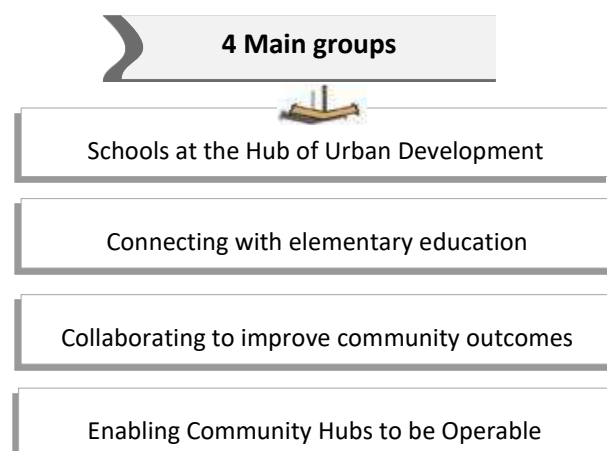 4 Main groups
Schools at the Hub of Urban Development
Connecting with elementary education
Collaborating to improve community outcomes
Enabling Community Hubs to be Operable